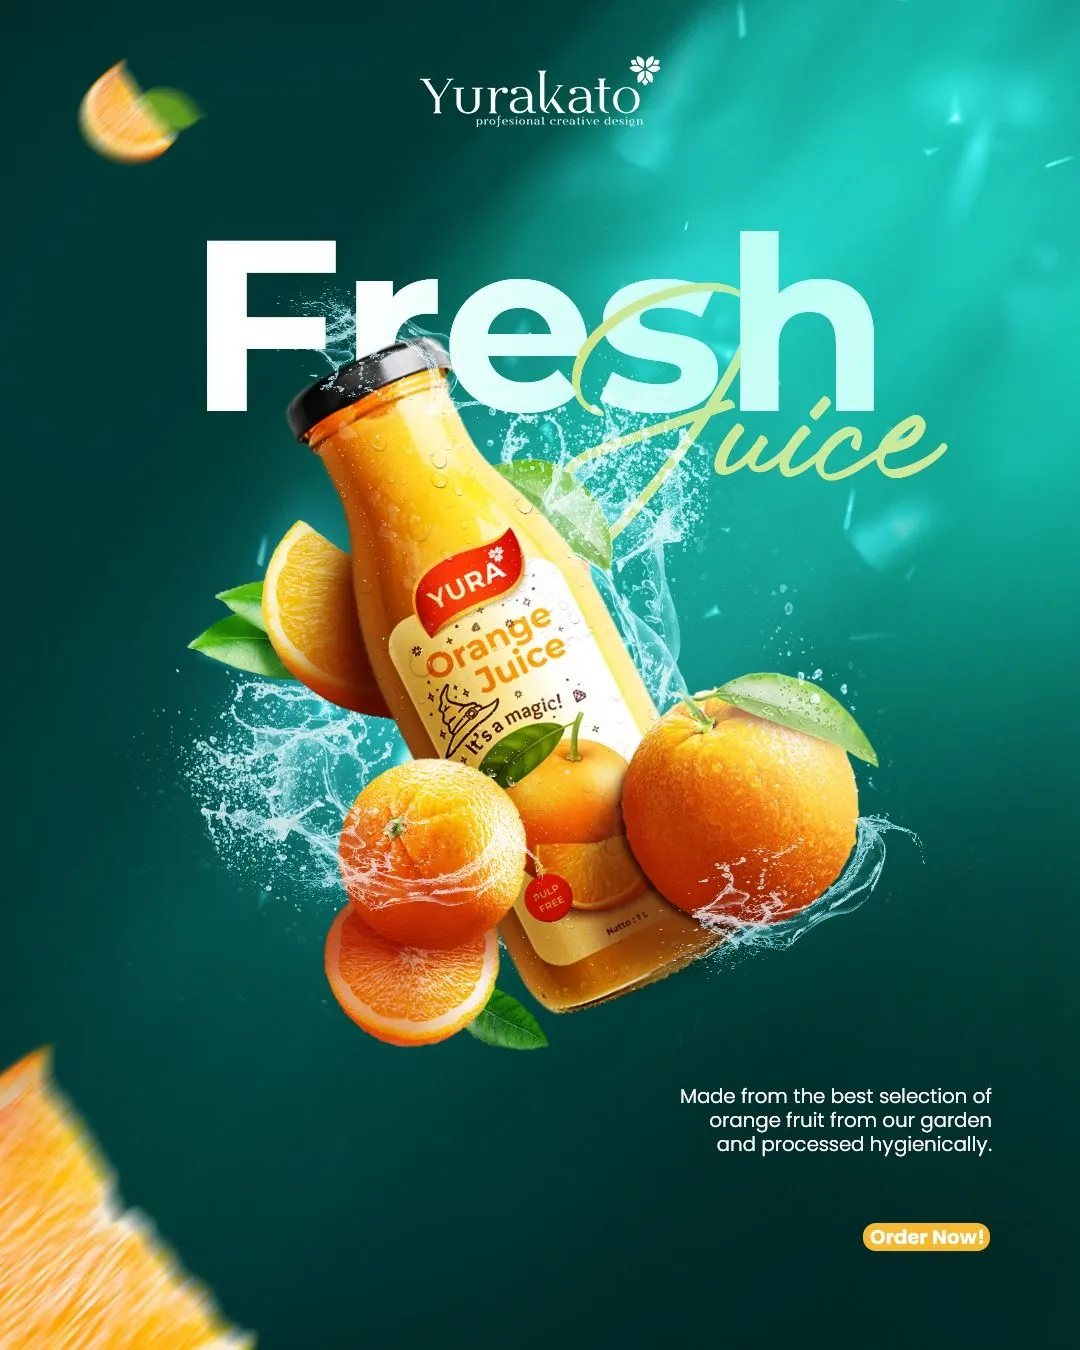 Yurakato
profesional creative design
Fresh
Juice
YURA
Orange
Juice
It's a magic!
PULP
FREE
Netto : 1 L
Made from the best selection of
orange fruit from our garden
and processed hygienically.
Order Now!